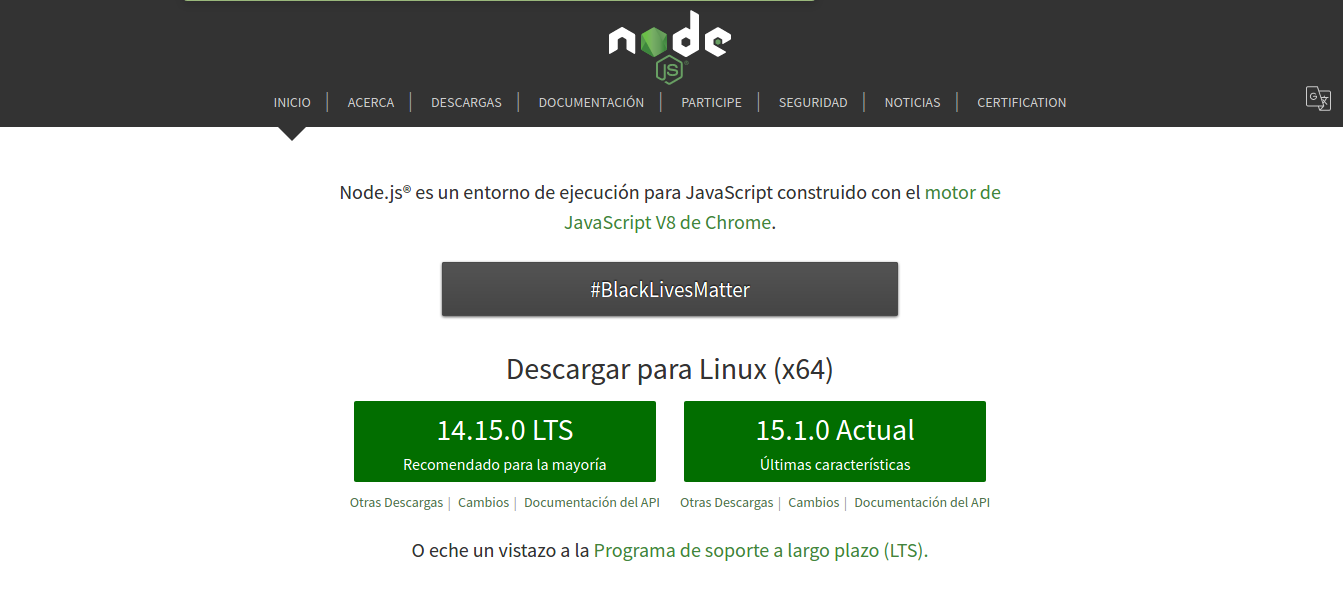 node
JS
INICIO | ACERCA | DESCARGAS | DOCUMENTACIÓN | PARTICIPE | SEGURIDAD | NOTICIAS | CERTIFICATION
Node.js® es un entorno de ejecución para JavaScript construido con el motor de
JavaScript V8 de Chrome.
#BlackLivesMatter
Descargar para Linux (x64)
14.15.0 LTS
Recomendado para la mayoría
15.1.0 Actual
Últimas características
Otras Descargas | Cambios | Documentación del API
Otras Descargas | Cambios | Documentación del API
O eche un vistazo a la Programa de soporte a largo plazo (LTS).